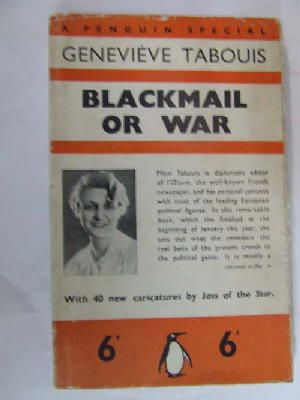 A PENGUIN SPECIAL
GENEVIÈVE TABOUIS
BLACKMAIL
OR WAR
Mme Tabouis is diplomatic editor
of l'Œuvre, the well-known French
newspaper, and has personal contacts
with most of the leading European
political figures. In this remarkable
book, which she finished at the
beginning of January this year, she
sets out what she considers the
real basis of the present trends in
the political game. It is mostly a
With 40 new caricatures by Joss of the Star.
6ᴰ
6ᴰ